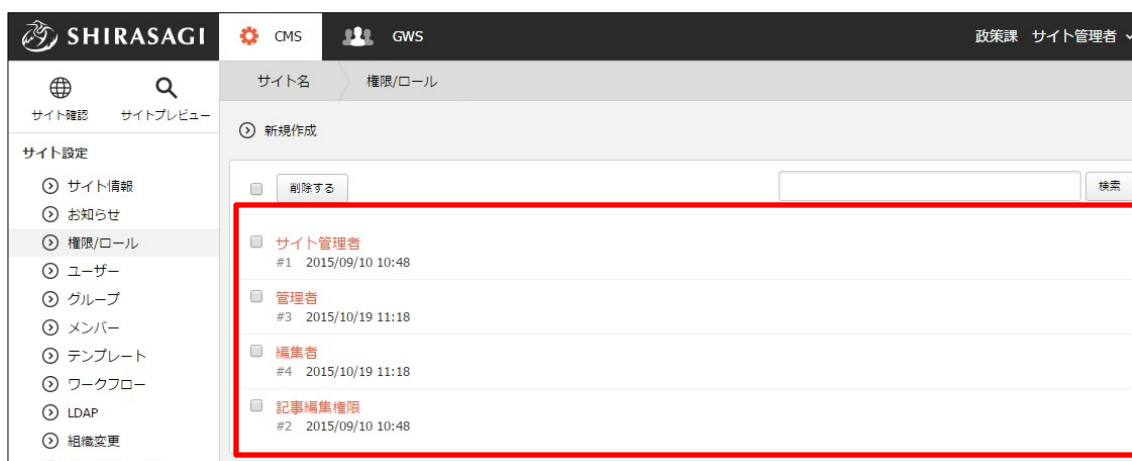 SHIRASAGI CMS GWS 政策課 サイト管理者
サイト確認 サイトプレビュー
サイト名 権限/ロール
新規作成
サイト設定
サイト情報
お知らせ
権限/ロール
ユーザー
グループ
メンバー
テンプレート
ワークフロー
LDAP
組織変更
削除する 検索
サイト管理者
#1 2015/09/10 10:48
管理者
#3 2015/10/19 11:18
編集者
#4 2015/10/19 11:18
記事編集権限
#2 2015/09/10 10:48